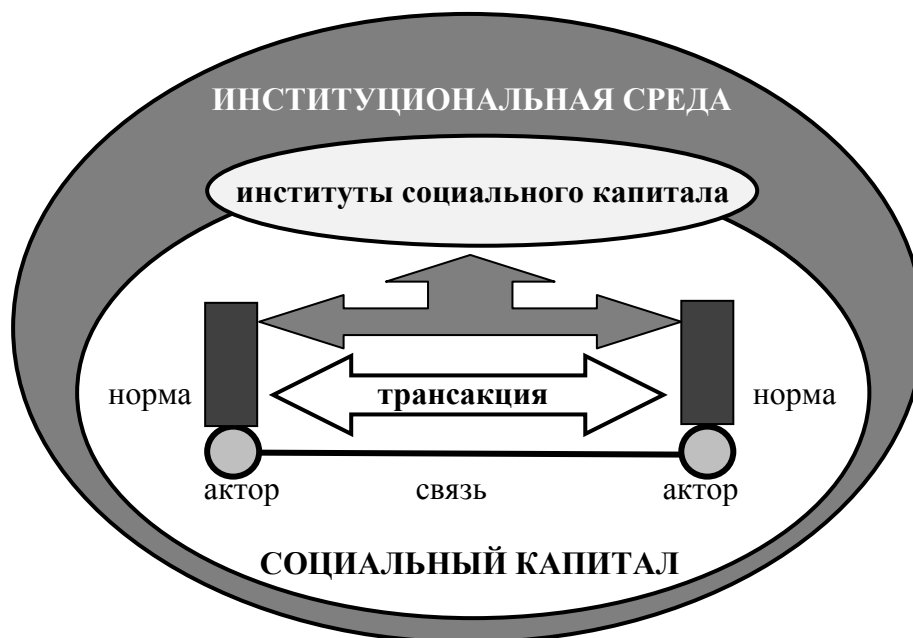 ИНСТИТУЦИОНАЛЬНАЯ СРЕДА
институты социального капитала
норма
трансакция
норма
актор
связь
актор
СОЦИАЛЬНЫЙ КАПИТАЛ